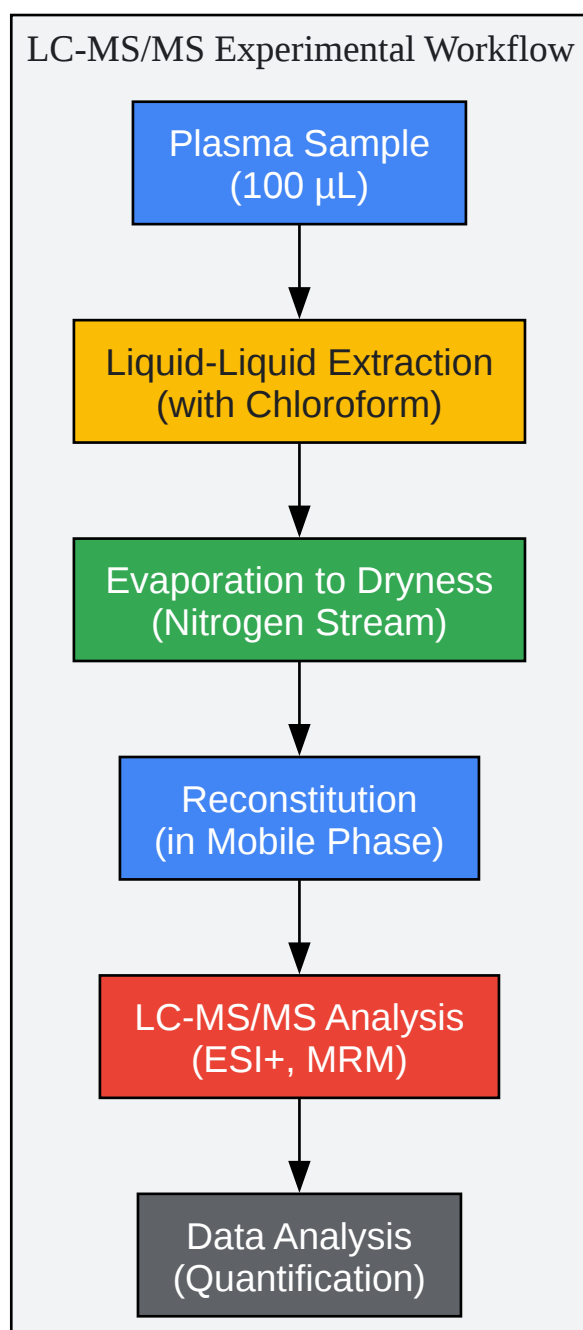 LC-MS/MS Experimental Workflow
Plasma Sample
(100 µL)
Liquid-Liquid Extraction
(with Chloroform)
Evaporation to Dryness
(Nitrogen Stream)
Reconstitution
(in Mobile Phase)
LC-MS/MS Analysis
(ESI+, MRM)
Data Analysis
(Quantification)